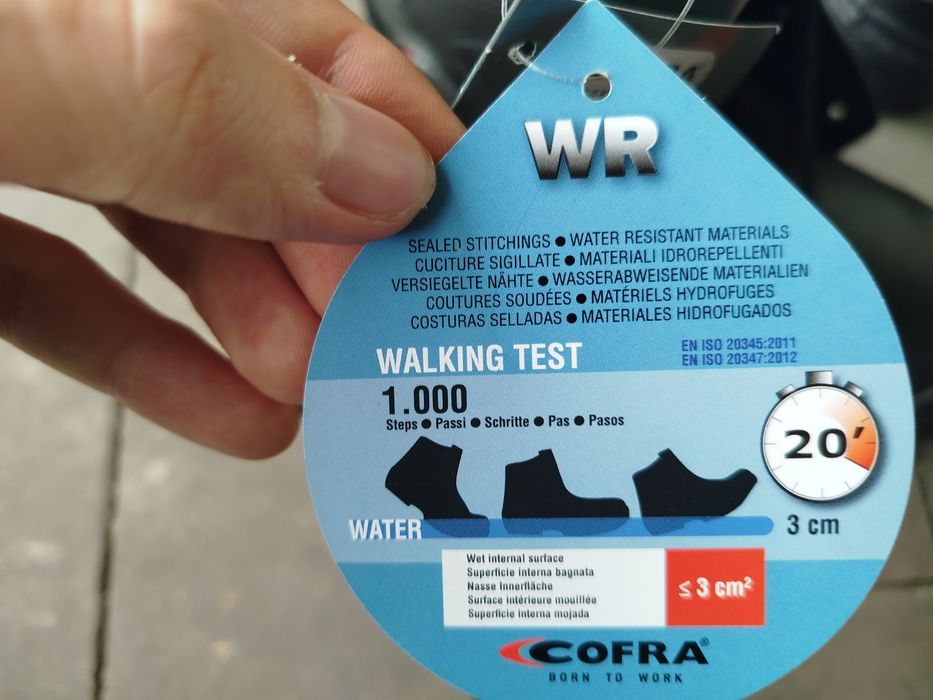 WR
SEALED STITCHINGS ● WATER RESISTANT MATERIALS
CUCITURE SIGILLATE ● MATERIALI IDROREPELLENTI
VERSIEGELTE NÄHTE ● WASSERABWEISENDE MATERIALIEN
COUTURES SOUDÉES ● MATÉRIELS HYDROFUGES
COSTURAS SELLADAS ● MATERIALES HIDROFUGADOS
WALKING TEST
EN ISO 20345:2011
EN ISO 20347:2012
1.000
Steps ● Passi ● Schritte ● Pas ● Pasos
20'
WATER
3 cm
Wet internal surface
Superficie interna bagnata
Nasse Innenfläche
Surface intérieure mouillée
Superficie interna mojada
≤ 3 cm²
COFRA®
BORN TO WORK